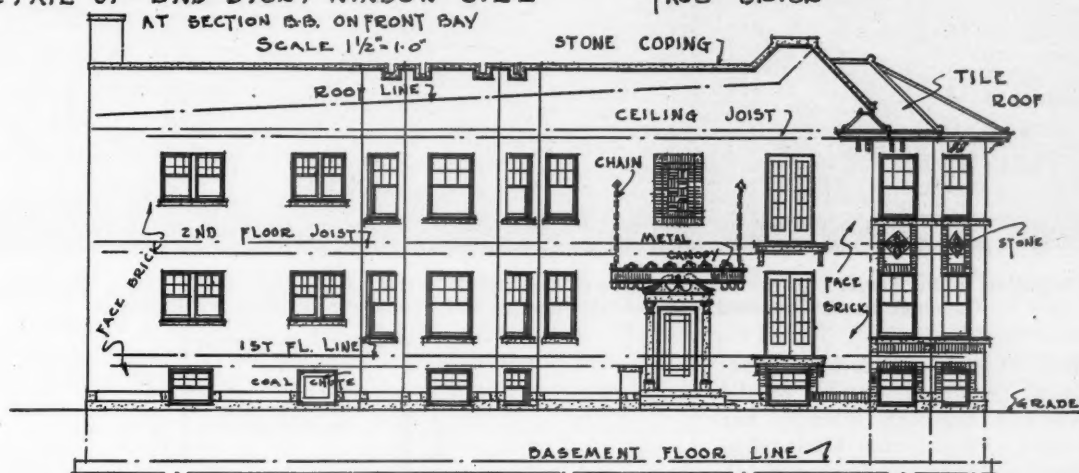 AT SECTION B-B. ON FRONT BAY
SCALE 1½"=1'-0"
STONE COPING
TILE ROOF
ROOF LINE
CEILING JOIST
CHAIN
2ND FLOOR JOIST
METAL CANOPY
STONE
FACE BRICK
FACE BRICK
1ST FL. LINE
COAL CHUTE
GRADE
BASEMENT FLOOR LINE